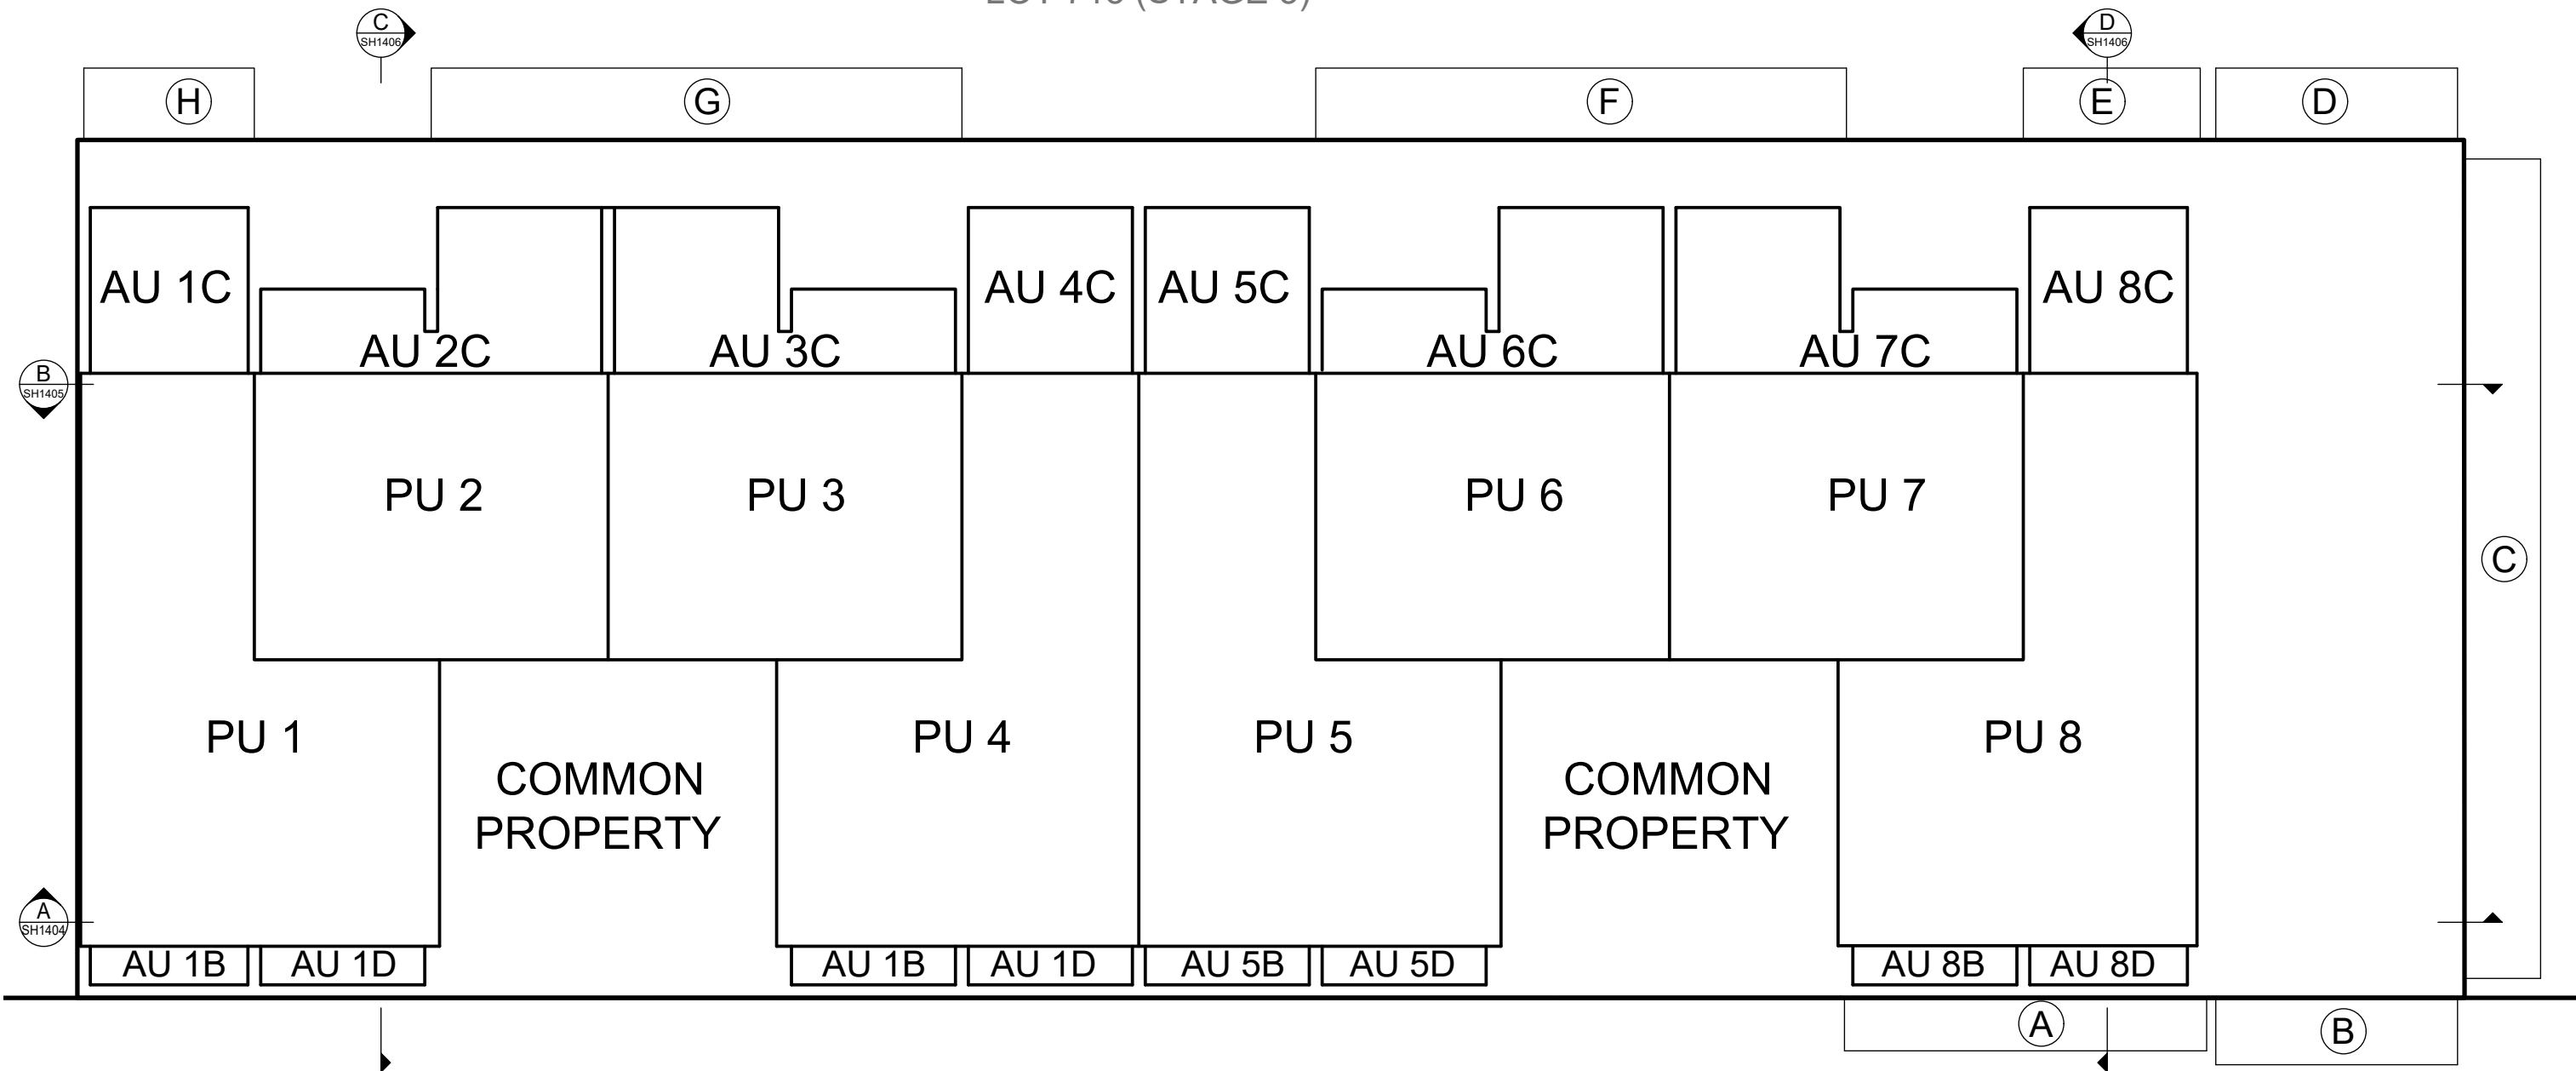 C
SH1406
D
SH1406
H
G
F
E
D
AU 1C
AU 4C
AU 5C
AU 8C
AU 2C
AU 3C
AU 6C
AU 7C
B
SH1405
PU 2
PU 3
PU 6
PU 7
C
PU 1
PU 4
PU 5
PU 8
COMMON
PROPERTY
COMMON
PROPERTY
A
SH1404
AU 1B
AU 1D
AU 1B
AU 1D
AU 5B
AU 5D
AU 8B
AU 8D
A
B